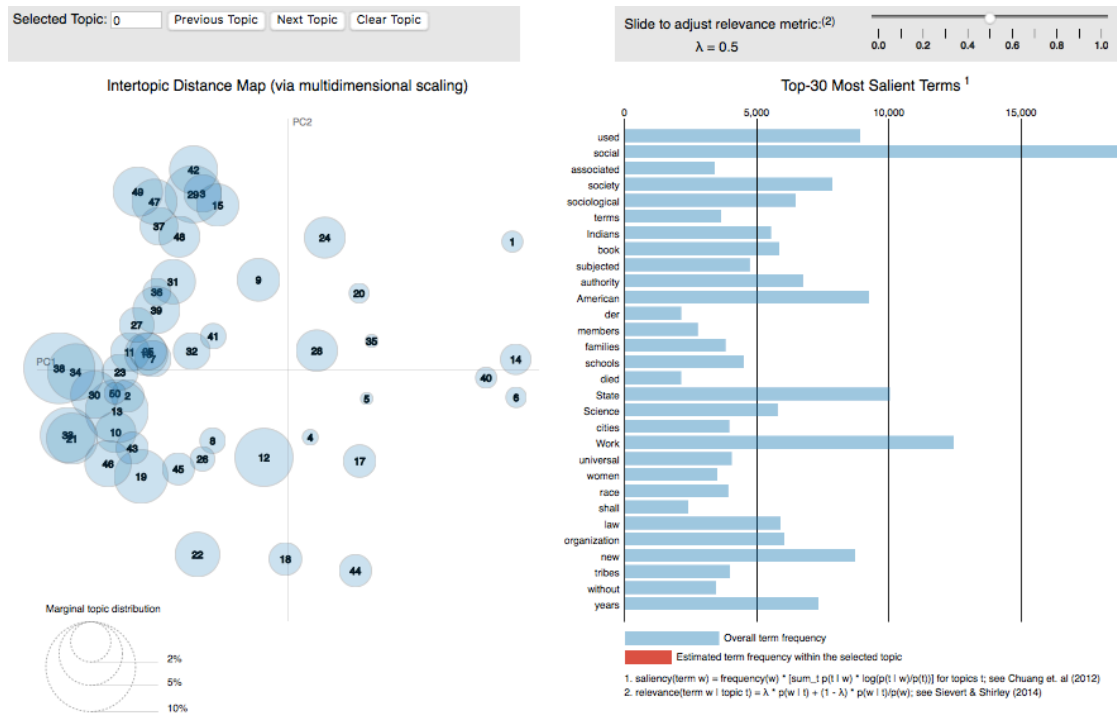 Selected Topic: 0 Previous Topic Next Topic Clear Topic
Slide to adjust relevance metric:(2)
λ = 0.5
0.0 0.2 0.4 0.6 0.8 1.0
Intertopic Distance Map (via multidimensional scaling)
PC2
PC1
42
49
47
29
3
15
37
48
24
1
31
9
36
20
39
27
41
35
11
7
32
28
14
38
34
23
40
30
50
2
5
6
13
33
21
10
4
43
8
46
26
12
17
19
45
22
18
44
Marginal topic distribution
2%
5%
10%
Top-30 Most Salient Terms 1
0 5,000 10,000 15,000
used
social
associated
society
sociological
terms
Indians
book
subjected
authority
American
der
members
families
schools
died
State
Science
cities
Work
universal
women
race
shall
law
organization
new
tribes
without
years
Overall term frequency
Estimated term frequency within the selected topic
1. saliency(term w) = frequency(w) * [sum_t p(t | w) * log(p(t | w)/p(t))] for topics t; see Chuang et. al (2012)
2. relevance(term w | topic t) = λ * p(w | t) + (1 - λ) * p(w | t)/p(w); see Sievert & Shirley (2014)